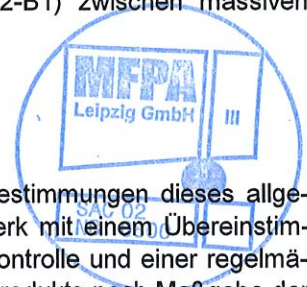 2-B1) zwischen massiven
MFPA
Leipzig GmbH
III
estimmungen dieses allge-
SAC 02
erk mit einem Übereinstim-
ontrolle und einer regelmä-